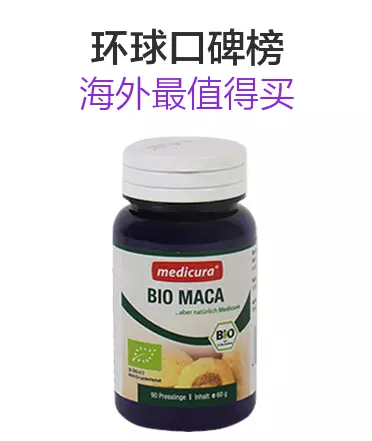 环球口碑榜
海外最值得买
medicura®
BIO MACA
...aber natürlich Medicura
BiO
90 Presslinge | Inhalt e 60 g